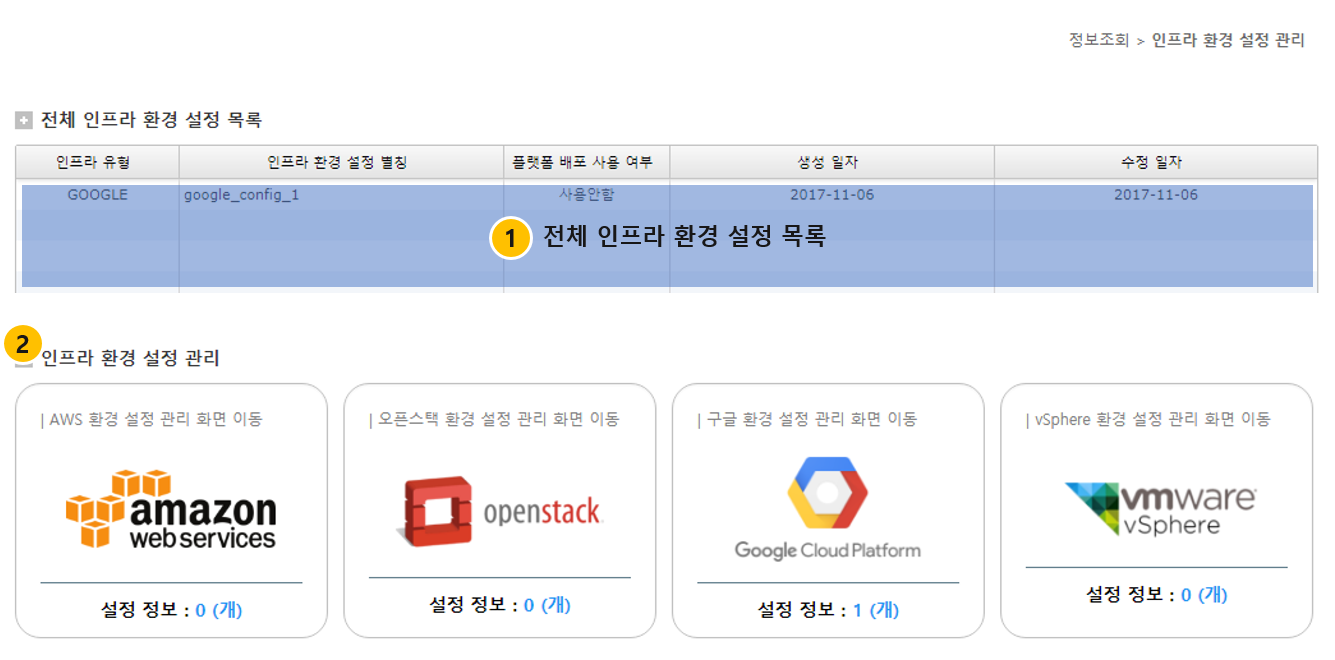 정보조회 > 인프라 환경 설정 관리
전체 인프라 환경 설정 목록
인프라 유형 인프라 환경 설정 별칭 플랫폼 배포 사용 여부 생성 일자 수정 일자
GOOGLE google_config_1 사용안함 2017-11-06 2017-11-06
1 전체 인프라 환경 설정 목록
2 인프라 환경 설정 관리
| AWS 환경 설정 관리 화면 이동
amazon
web services
설정 정보 : 0 (개)
| 오픈스택 환경 설정 관리 화면 이동
openstack
설정 정보 : 0 (개)
| 구글 환경 설정 관리 화면 이동
Google Cloud Platform
설정 정보 : 1 (개)
| vSphere 환경 설정 관리 화면 이동
vmware
vSphere
설정 정보 : 0 (개)